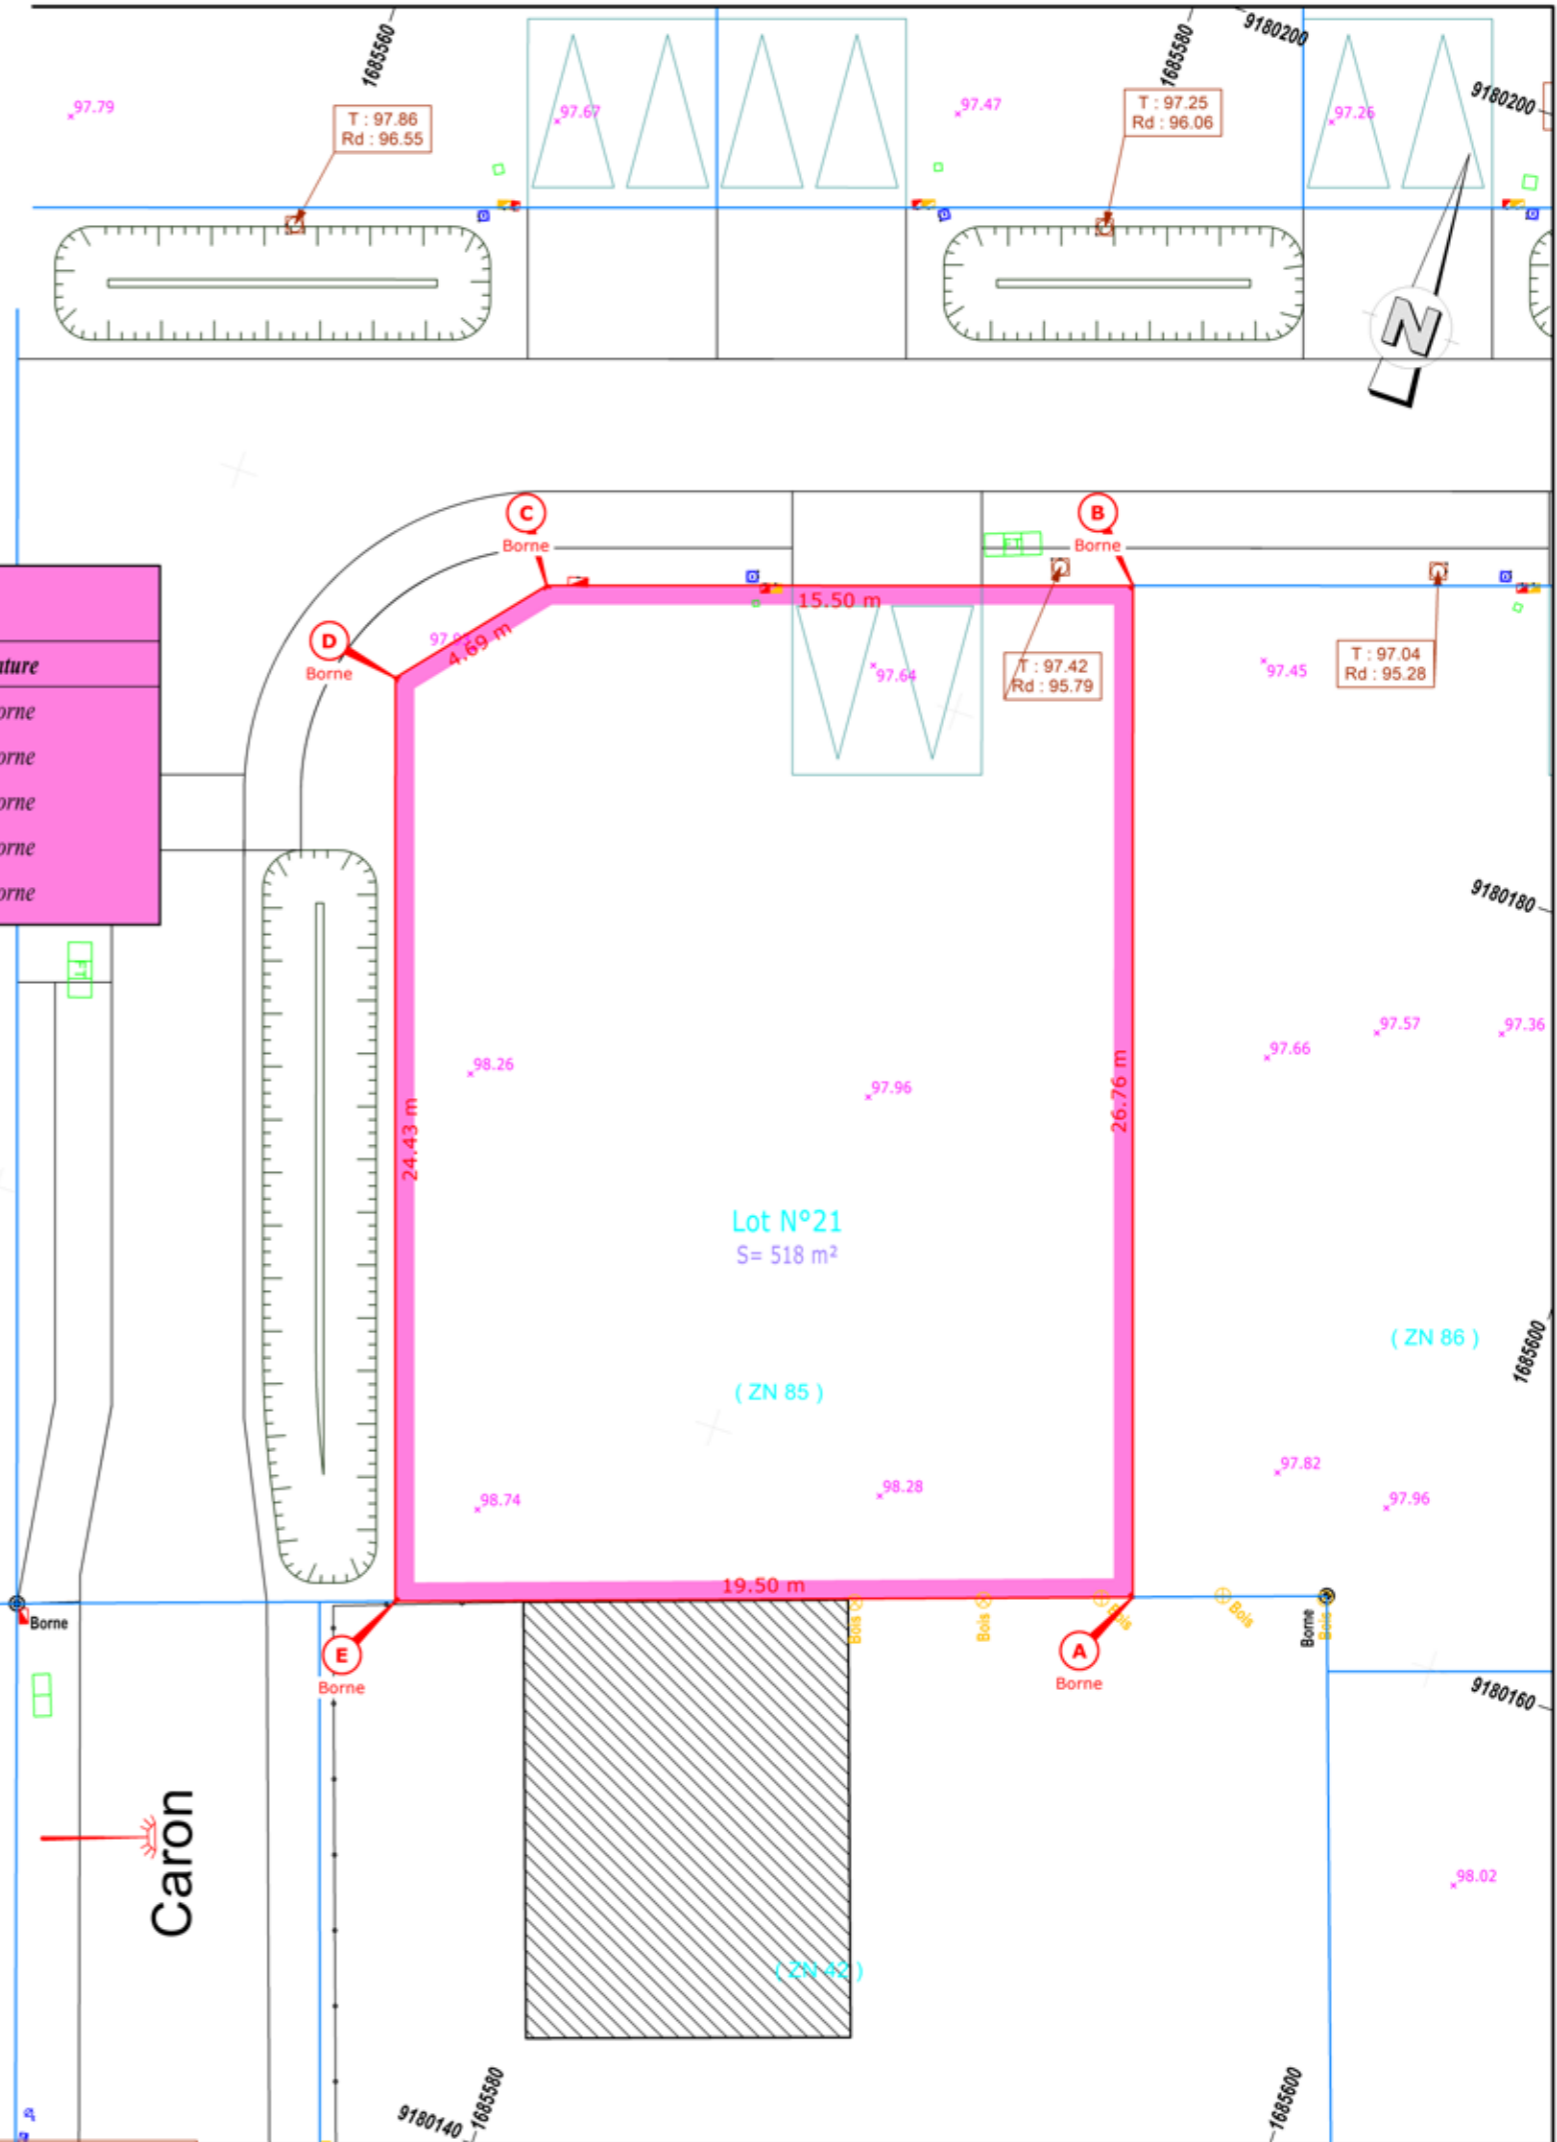 1685560
1685580
9180200
9180200
97.79
97.67
97.47
97.26
T : 97.86
Rd : 96.55
T : 97.25
Rd : 96.06
N
C
Borne
B
Borne
15.50 m
D
Borne
4.69 m
97.64
T : 97.42
Rd : 95.79
97.45
T : 97.04
Rd : 95.28
ature
orne
orne
orne
orne
orne
9180180
98.26
97.96
97.66
97.57
97.36
24.43 m
26.76 m
Lot N°21
S= 518 m²
( ZN 85 )
( ZN 86 )
1685600
98.74
98.28
97.82
97.96
19.50 m
Borne
E
Borne
Bois
Bois
Bois
Bois
Bois
Borne
A
Borne
9180160
Caron
98.02
( ZN 42 )
9180140
1685580
1685600